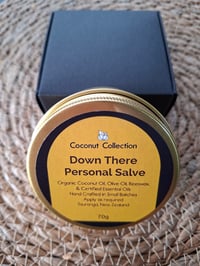 Coconut Collection
Down There
Personal Salve
Organic Coconut Oil, Olive Oil, Beeswax,
& Certified Essential Oils
Hand Crafted in Small Batches
Apply as required
Tauranga, New Zealand
70g